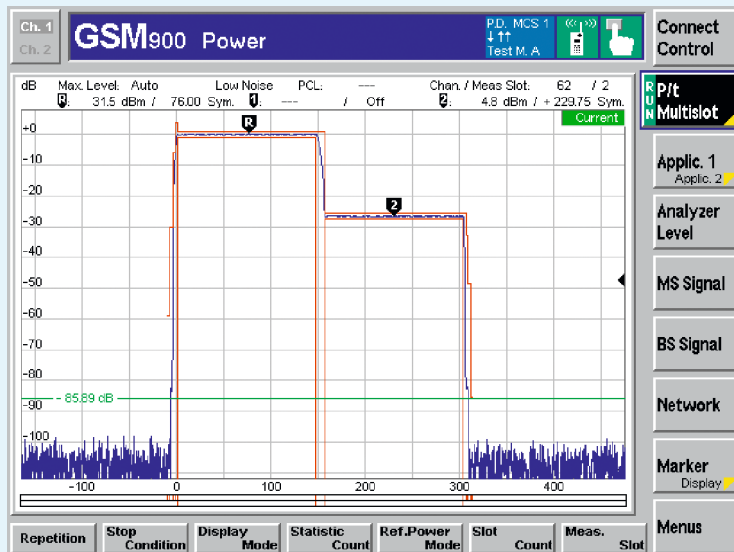 Ch. 1
Ch. 2
GSM900 Power
P.D. MCS 1
Test M. A
Connect
Control
dB Max. Level: Auto Low Noise PCL: --- Chan. / Meas Slot: 62 / 2
R: 31.5 dBm / 76.00 Sym. 1: --- / Off 2: 4.8 dBm / + 229.75 Sym.
Current
RUN
P/t
Multislot
R
2
+0
-10
-20
-30
-40
-50
-60
-70
-80
-90
-100
- 85.89 dB
-100 0 100 200 300 400
Applic. 1
Applic. 2
Analyzer
Level
MS Signal
BS Signal
Network
Marker
Display
Menus
Repetition
Stop
Condition
Display
Mode
Statistic
Count
Ref.Power
Mode
Slot
Count
Meas.
Slot